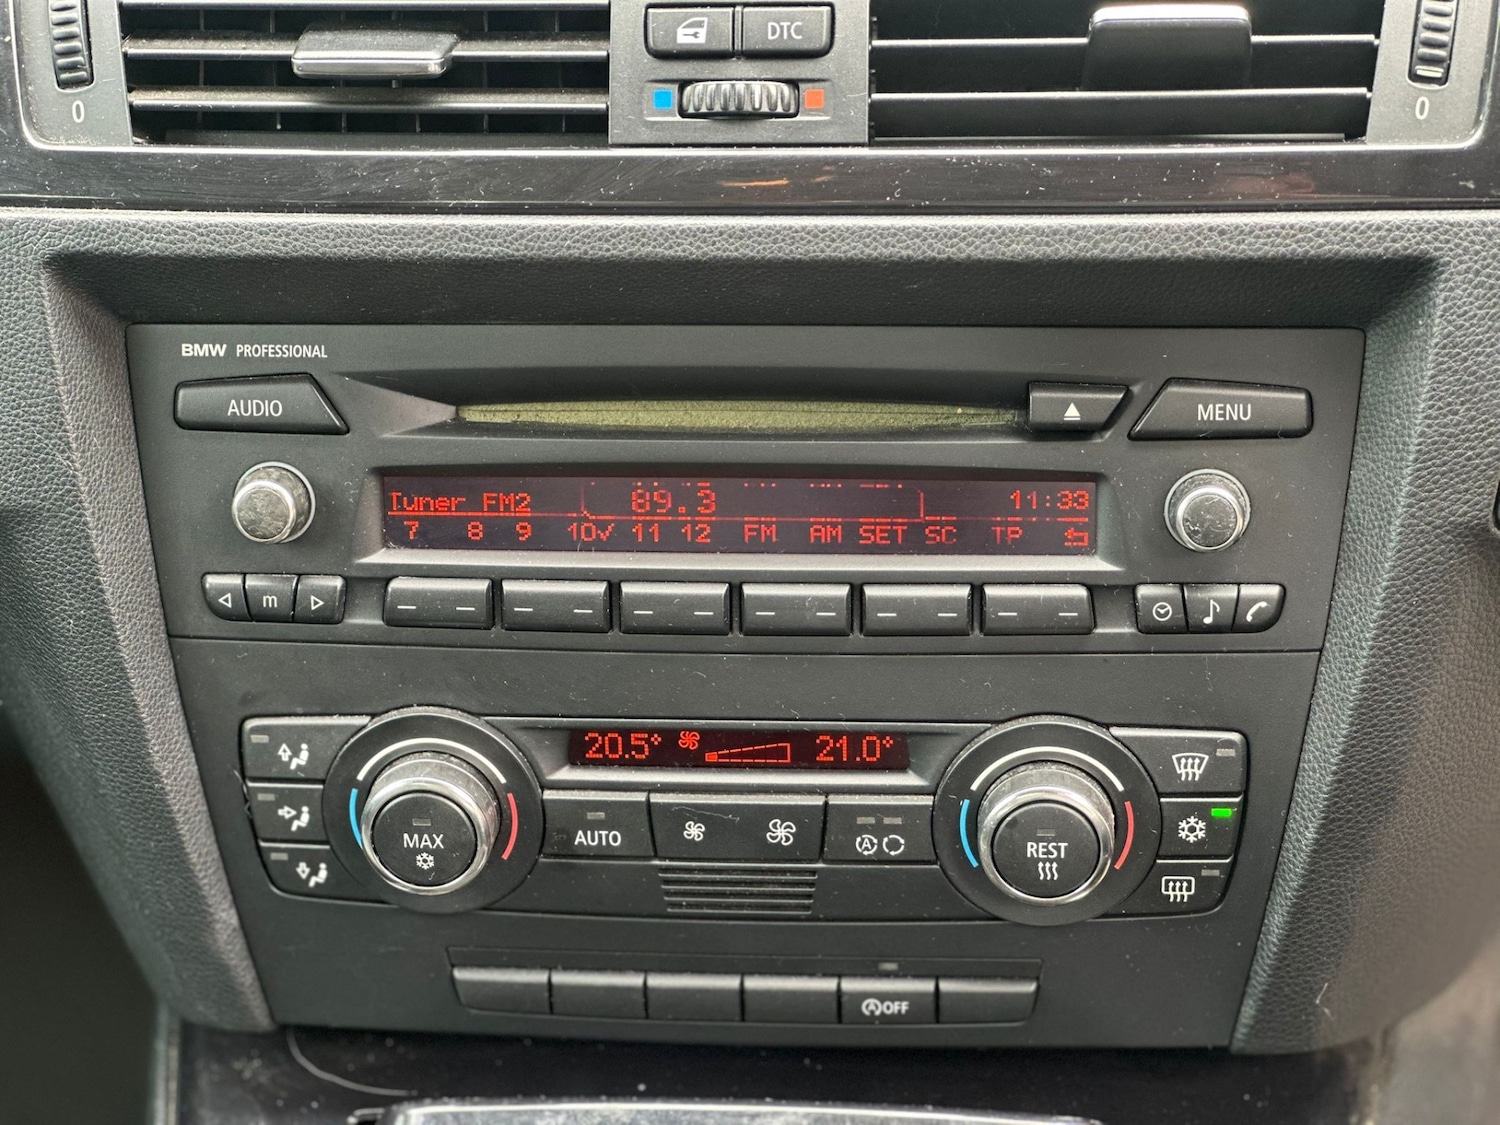 DTC
0
0
BMW PROFESSIONAL
AUDIO
MENU
Tuner FM2 89.3 11:33
7 8 9 10√ 11 12 FM AM SET SC TP
m
20.5° 21.0°
MAX
AUTO
A
REST
A OFF